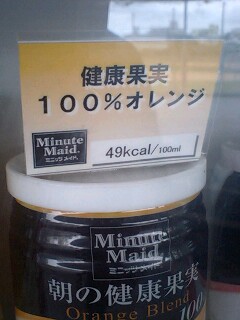 健康果実
100%オレンジ
Minute
Maid
ミニッツ メイド
49kcal/100ml
Minute
Maid
ミニッツ メイド
朝の健康果実
Orange Blend
100